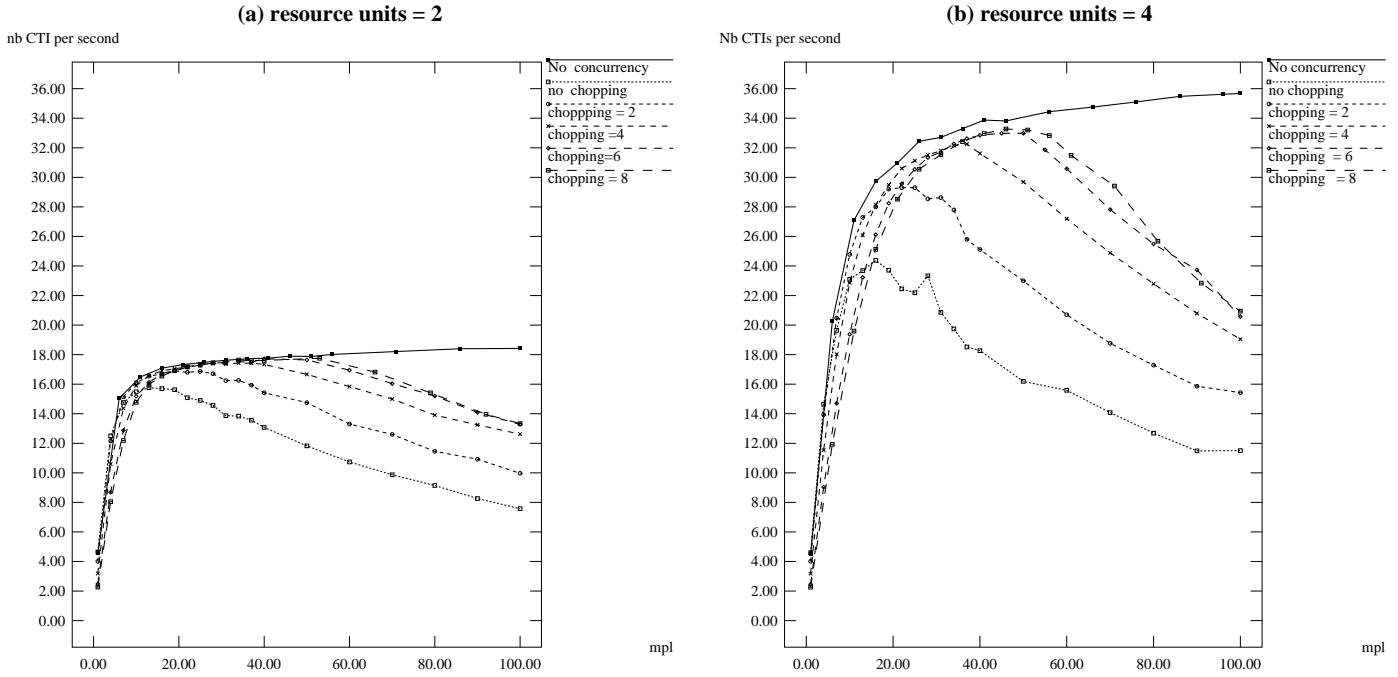 (a) resource units = 2
nb CTI per second
36.00
34.00
32.00
30.00
28.00
26.00
24.00
22.00
20.00
18.00
16.00
14.00
12.00
10.00
8.00
6.00
4.00
2.00
0.00
0.00 20.00 40.00 60.00 80.00 100.00
mpl
No concurrency
no chopping
choppping = 2
choppping =4
chopping=6
chopping = 8
(b) resource units = 4
Nb CTIs per second
36.00
34.00
32.00
30.00
28.00
26.00
24.00
22.00
20.00
18.00
16.00
14.00
12.00
10.00
8.00
6.00
4.00
2.00
0.00
0.00 20.00 40.00 60.00 80.00 100.00
mpl
No concurrency
no chopping
chopping = 2
chopping = 4
chopping = 6
chopping = 8